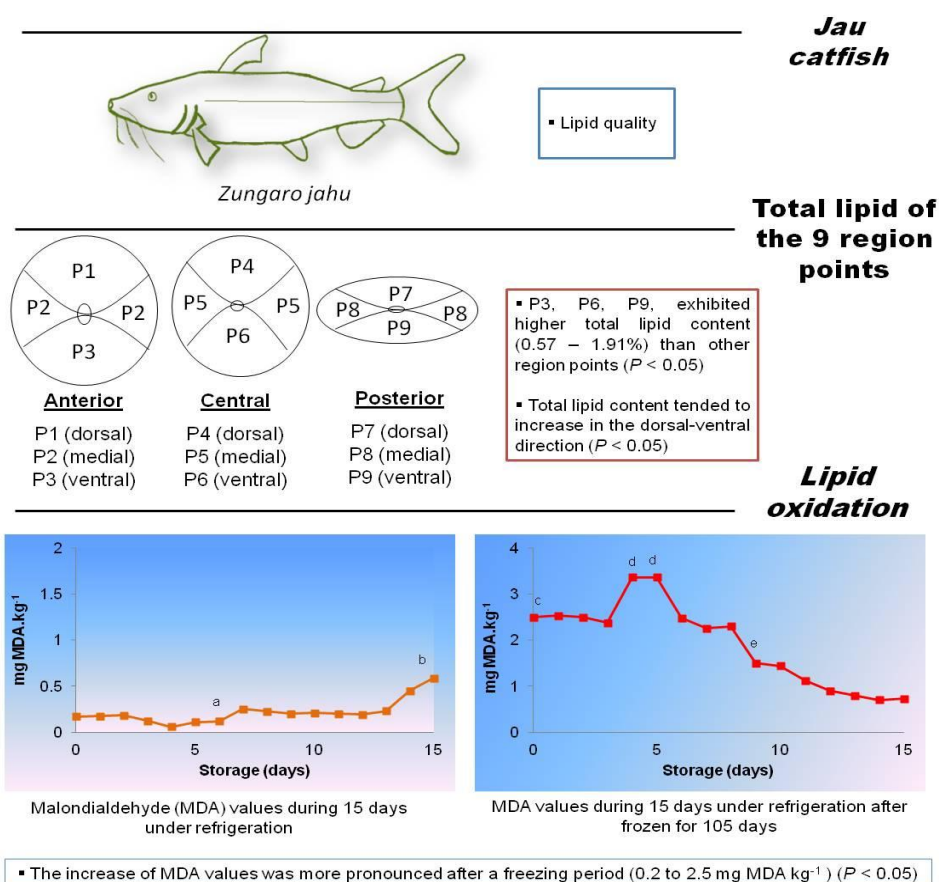 Jau
catfish
▪ Lipid quality
Zungaro jahu
Total lipid of
the 9 region
points
P1
P2 P2
P3
P4
P5 P5
P6
P7
P8 P8
P9
Anterior
P1 (dorsal)
P2 (medial)
P3 (ventral)
Central
P4 (dorsal)
P5 (medial)
P6 (ventral)
Posterior
P7 (dorsal)
P8 (medial)
P9 (ventral)
▪ P3, P6, P9, exhibited
higher total lipid content
(0.57 – 1.91%) than other
region points (P < 0.05)
▪ Total lipid content tended to
increase in the dorsal-ventral
direction (P < 0.05)
Lipid
oxidation
mg MDA.kg-1
2
1.5
1
0.5
0
a
b
0 5 10 15
Storage (days)
Malondialdehyde (MDA) values during 15 days
under refrigeration
mg MDA.kg-1
4
3
2
1
0
c
d d
e
0 5 10 15
Storage (days)
MDA values during 15 days under refrigeration after
frozen for 105 days
▪ The increase of MDA values was more pronounced after a freezing period (0.2 to 2.5 mg MDA kg-1 ) (P < 0.05)